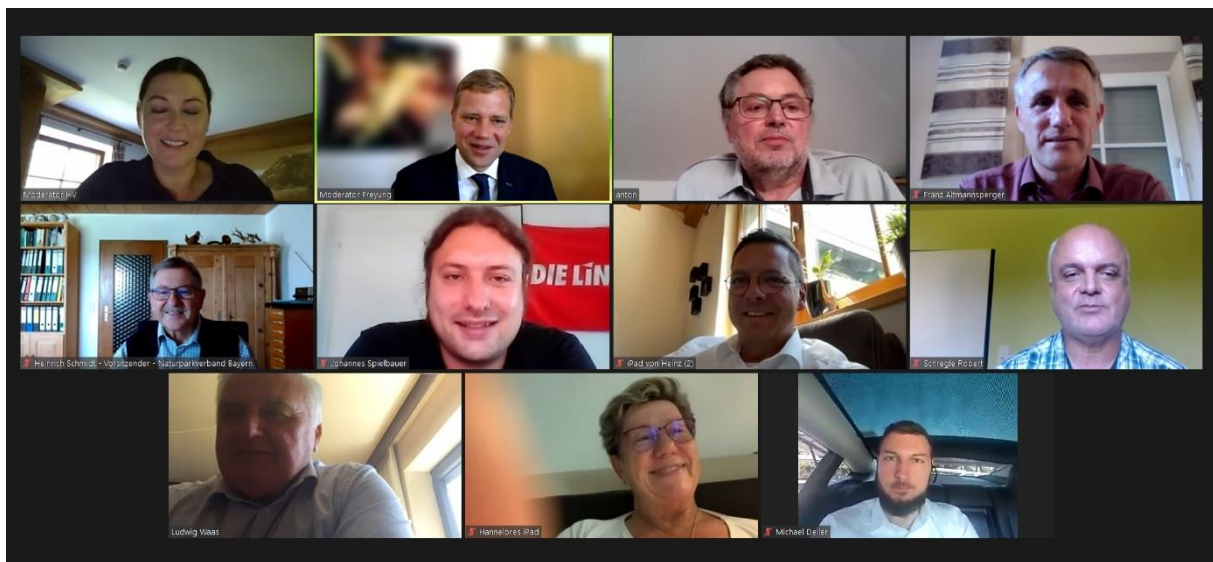 Moderator HV
Moderator Freyung
anton
Franz Altmannsperger
DIE LIN
Heinrich Schmidt - Vorsitzender - Naturparkverband Bayern
Johannes Spielbauer
iPad von Heinz (2)
Schregle Robert
Ludwig Waas
Hannelores iPad
Michael Deller